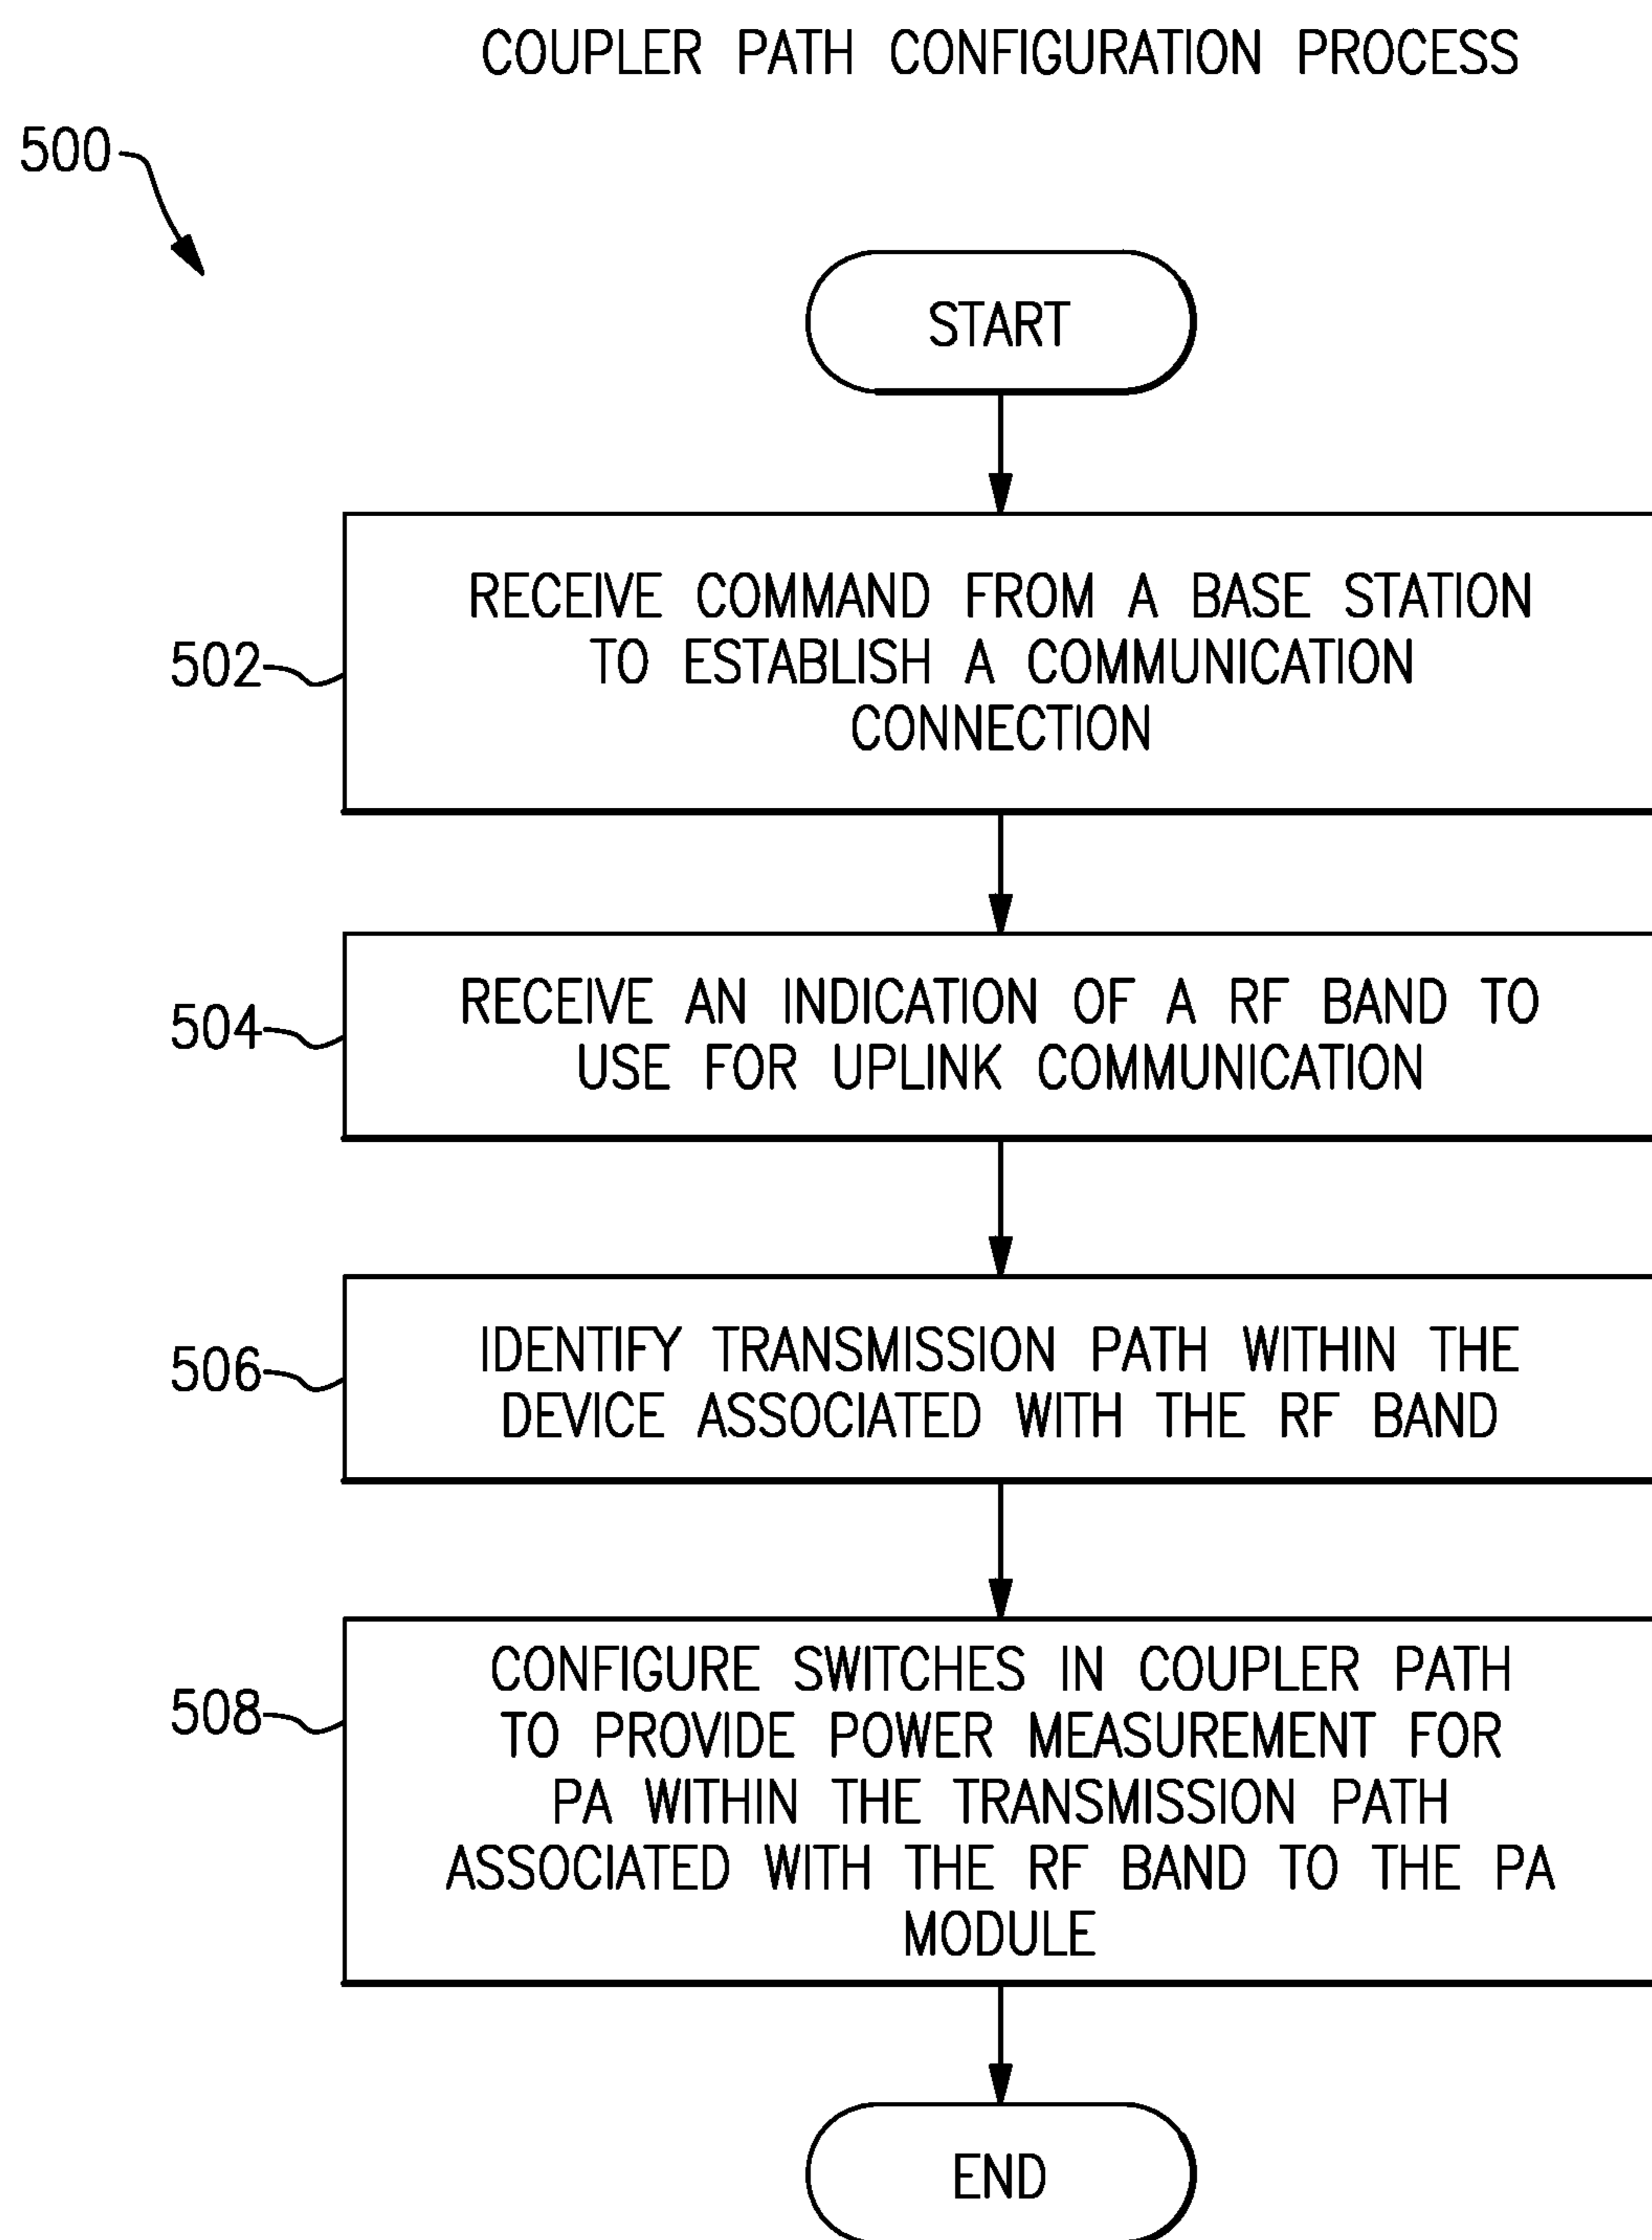 COUPLER PATH CONFIGURATION PROCESS
500
START
502
RECEIVE COMMAND FROM A BASE STATION
TO ESTABLISH A COMMUNICATION
CONNECTION
504
RECEIVE AN INDICATION OF A RF BAND TO
USE FOR UPLINK COMMUNICATION
506
IDENTIFY TRANSMISSION PATH WITHIN THE
DEVICE ASSOCIATED WITH THE RF BAND
508
CONFIGURE SWITCHES IN COUPLER PATH
TO PROVIDE POWER MEASUREMENT FOR
PA WITHIN THE TRANSMISSION PATH
ASSOCIATED WITH THE RF BAND TO THE PA
MODULE
END